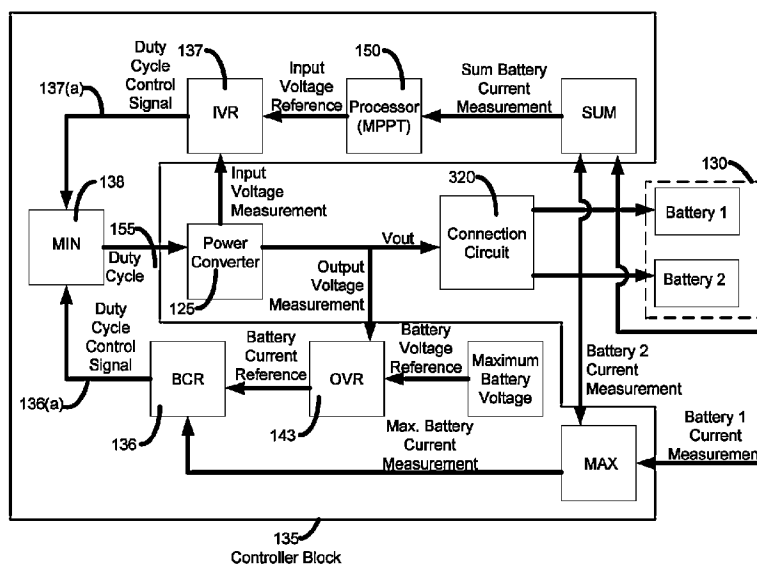 137
150
Duty
Cycle
Control
Signal
137(a)
IVR
Input
Voltage
Reference
Processor
(MPPT)
Sum Battery
Current
Measurement
SUM
138
MIN
155
Duty
Cycle
Input
Voltage
Measurement
Power
Converter
125
Vout
Output
Voltage
Measurement
320
Connection
Circuit
130
Battery 1
Battery 2
Duty
Cycle
Control
Signal
136(a)
BCR
136
Battery
Current
Reference
OVR
143
Battery
Voltage
Reference
Maximum
Battery
Voltage
Battery 2
Current
Measurement
Max. Battery
Current
Measurement
MAX
Battery 1
Current
Measurement
135
Controller Block